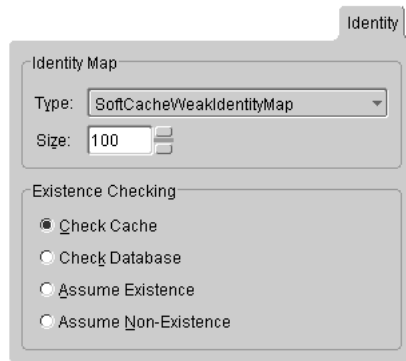 Identity
Identity Map
Type: SoftCacheWeakIdentityMap
Size: 100
Existence Checking
Check Cache
Check Database
Assume Existence
Assume Non-Existence